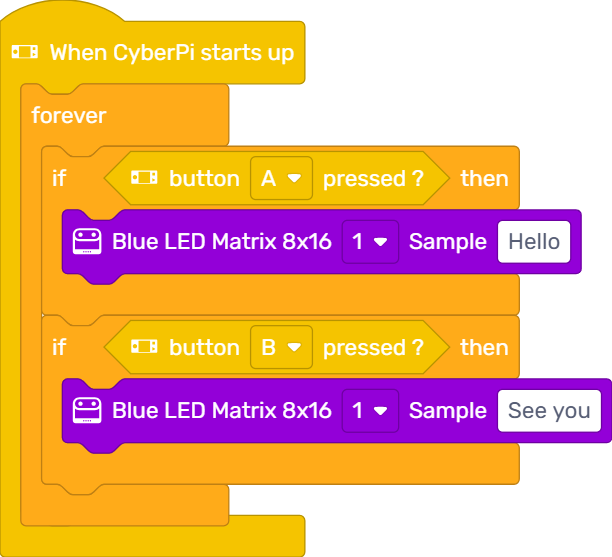 When CyberPi starts up
forever
if button A pressed ? then
Blue LED Matrix 8x16 1 Sample Hello
if button B pressed ? then
Blue LED Matrix 8x16 1 Sample See you